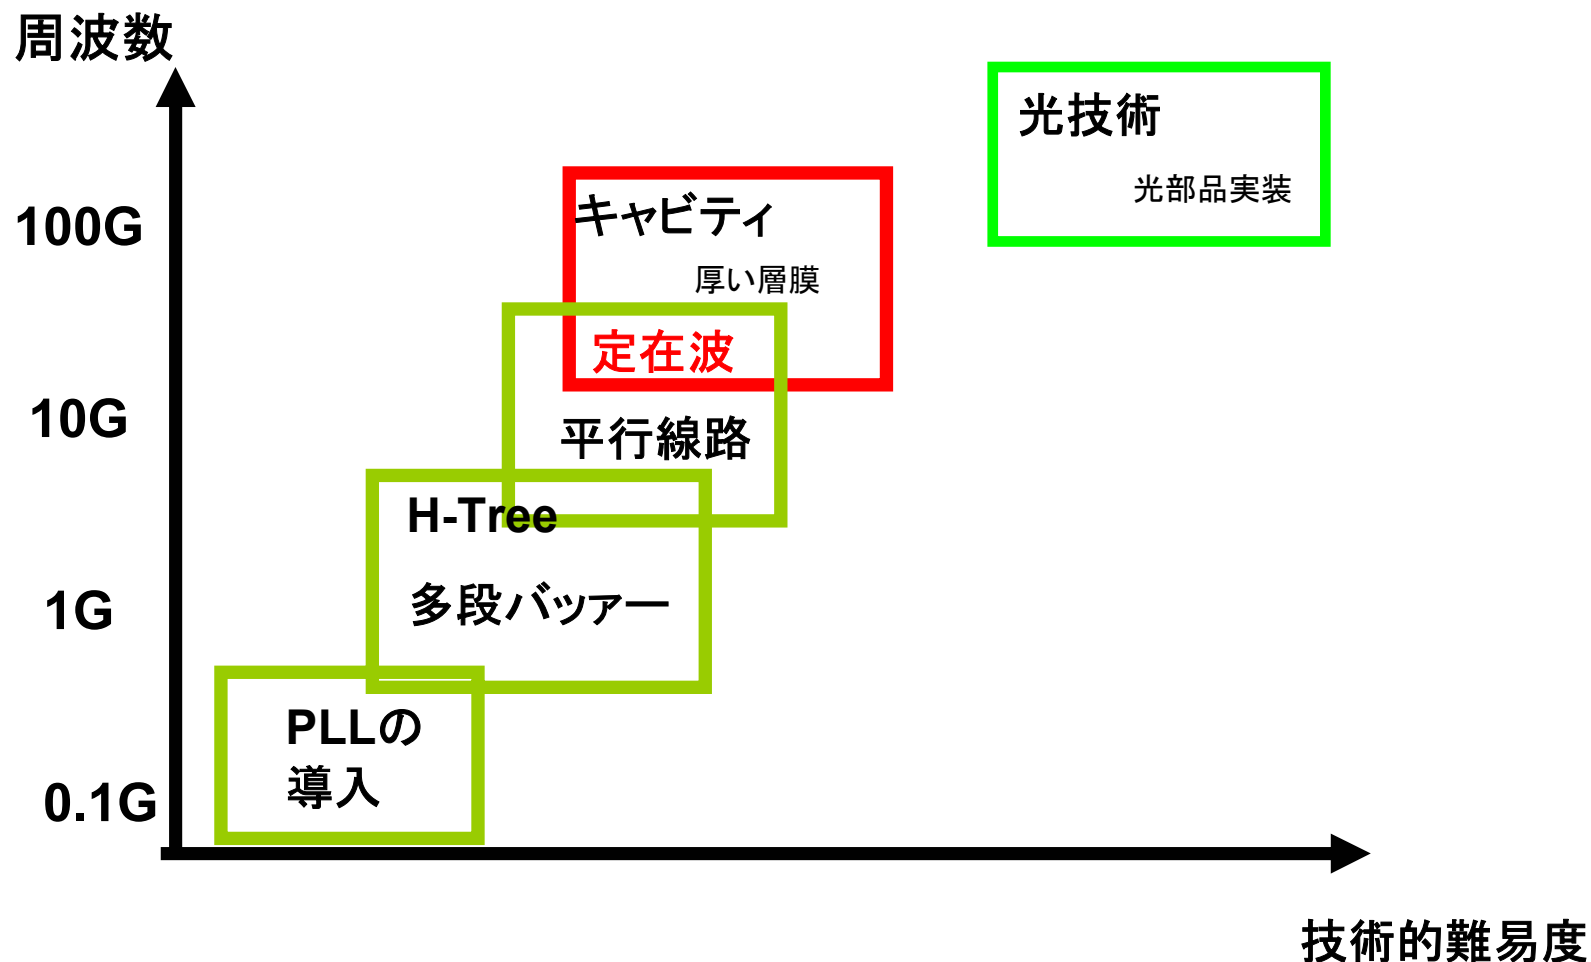 周波数
光技術
光部品実装
100G
キャビティ
厚い層膜
定在波
10G
平行線路
H-Tree
1G
多段バッァー
PLLの
導入
0.1G
技術的難易度